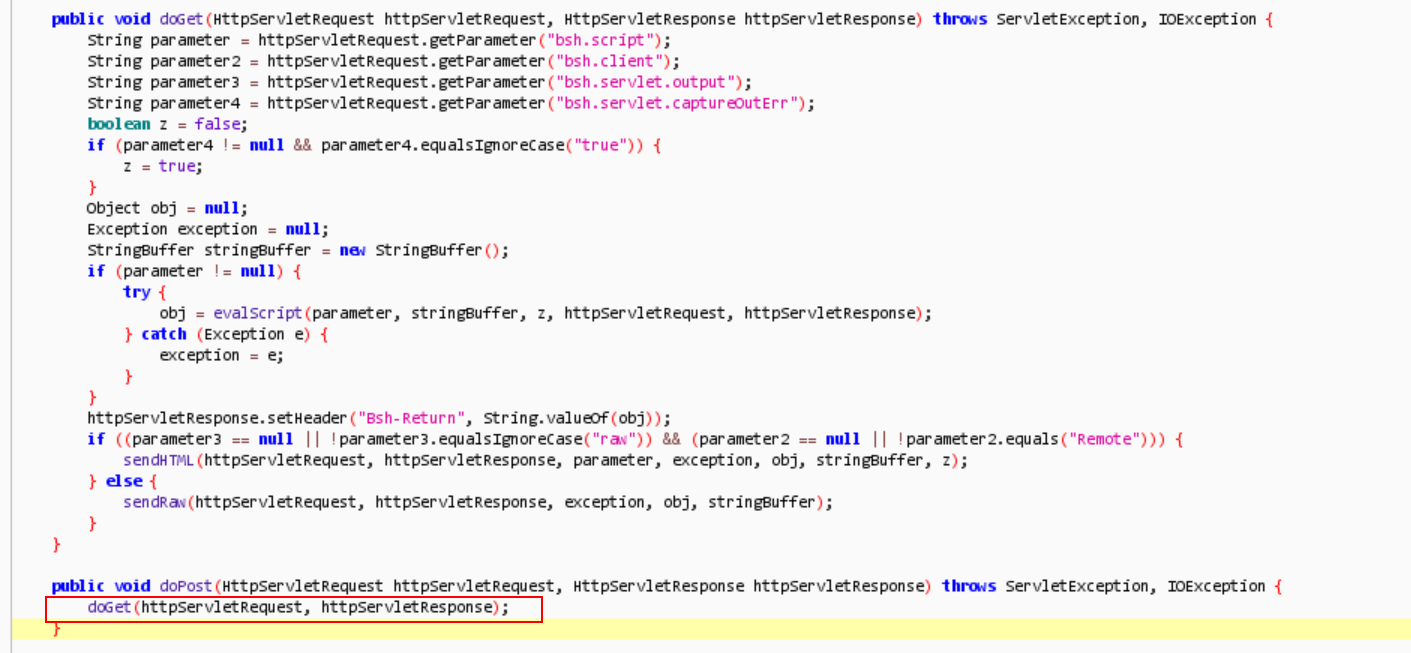 public void doGet(HttpServletRequest httpServletRequest, HttpServletResponse httpServletResponse) throws ServletException, IOException {
String parameter = httpServletRequest.getParameter("bsh.script");
String parameter2 = httpServletRequest.getParameter("bsh.client");
String parameter3 = httpServletRequest.getParameter("bsh.servlet.output");
String parameter4 = httpServletRequest.getParameter("bsh.servlet.captureOutErr");
boolean z = false;
if (parameter4 != null && parameter4.equalsIgnoreCase("true")) {
z = true;
}
Object obj = null;
Exception exception = null;
StringBuffer stringBuffer = new StringBuffer();
if (parameter != null) {
try {
obj = evalScript(parameter, stringBuffer, z, httpServletRequest, httpServletResponse);
} catch (Exception e) {
exception = e;
}
}
httpServletResponse.setHeader("Bsh-Return", String.valueOf(obj));
if ((parameter3 == null || !parameter3.equalsIgnoreCase("raw")) && (parameter2 == null || !parameter2.equals("Remote"))) {
sendHTML(httpServletRequest, httpServletResponse, parameter, exception, obj, stringBuffer, z);
} else {
sendRaw(httpServletRequest, httpServletResponse, exception, obj, stringBuffer);
}
}
public void doPost(HttpServletRequest httpServletRequest, HttpServletResponse httpServletResponse) throws ServletException, IOException {
doGet(httpServletRequest, httpServletResponse);
}